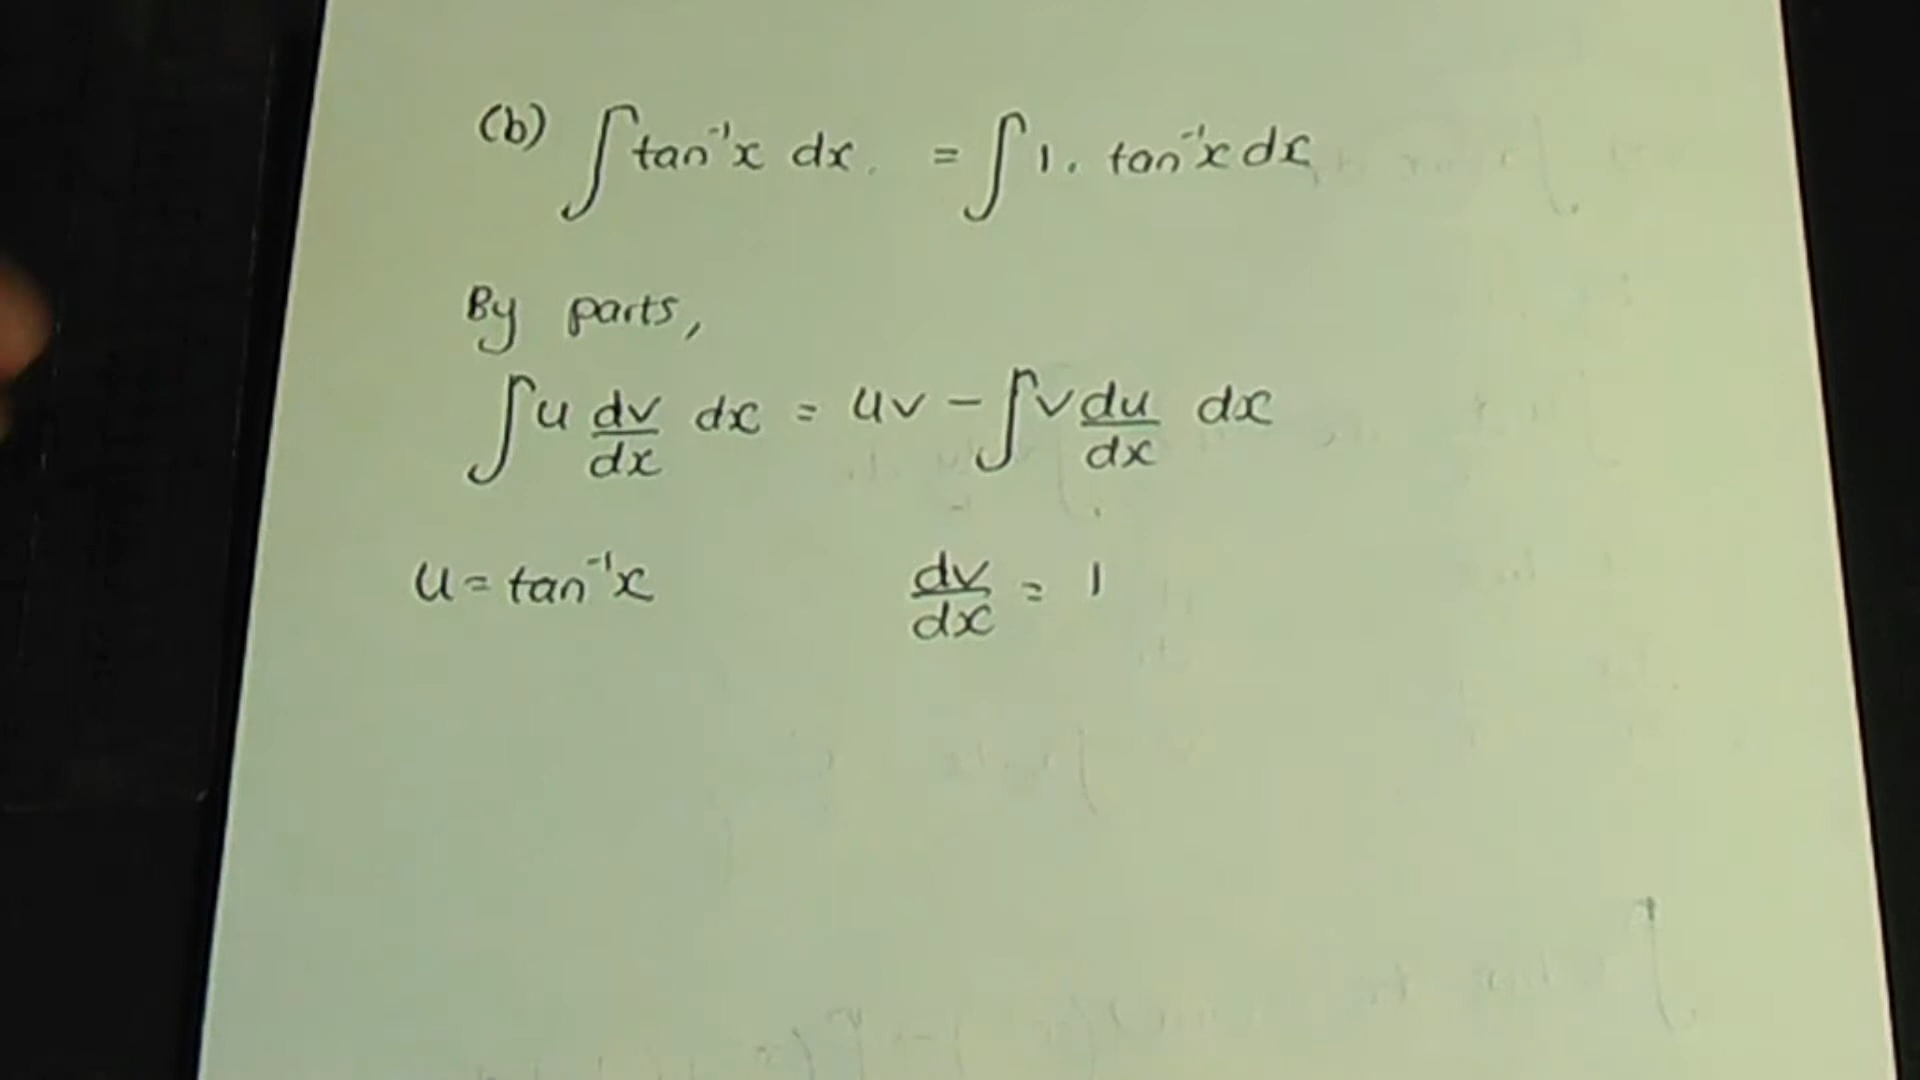 (b) ∫tan⁻¹x dx. = ∫1. tan⁻¹x dx
By parts,
∫u dv/dx dx = uv - ∫v du/dx dx
u = tan⁻¹x dv/dx = 1